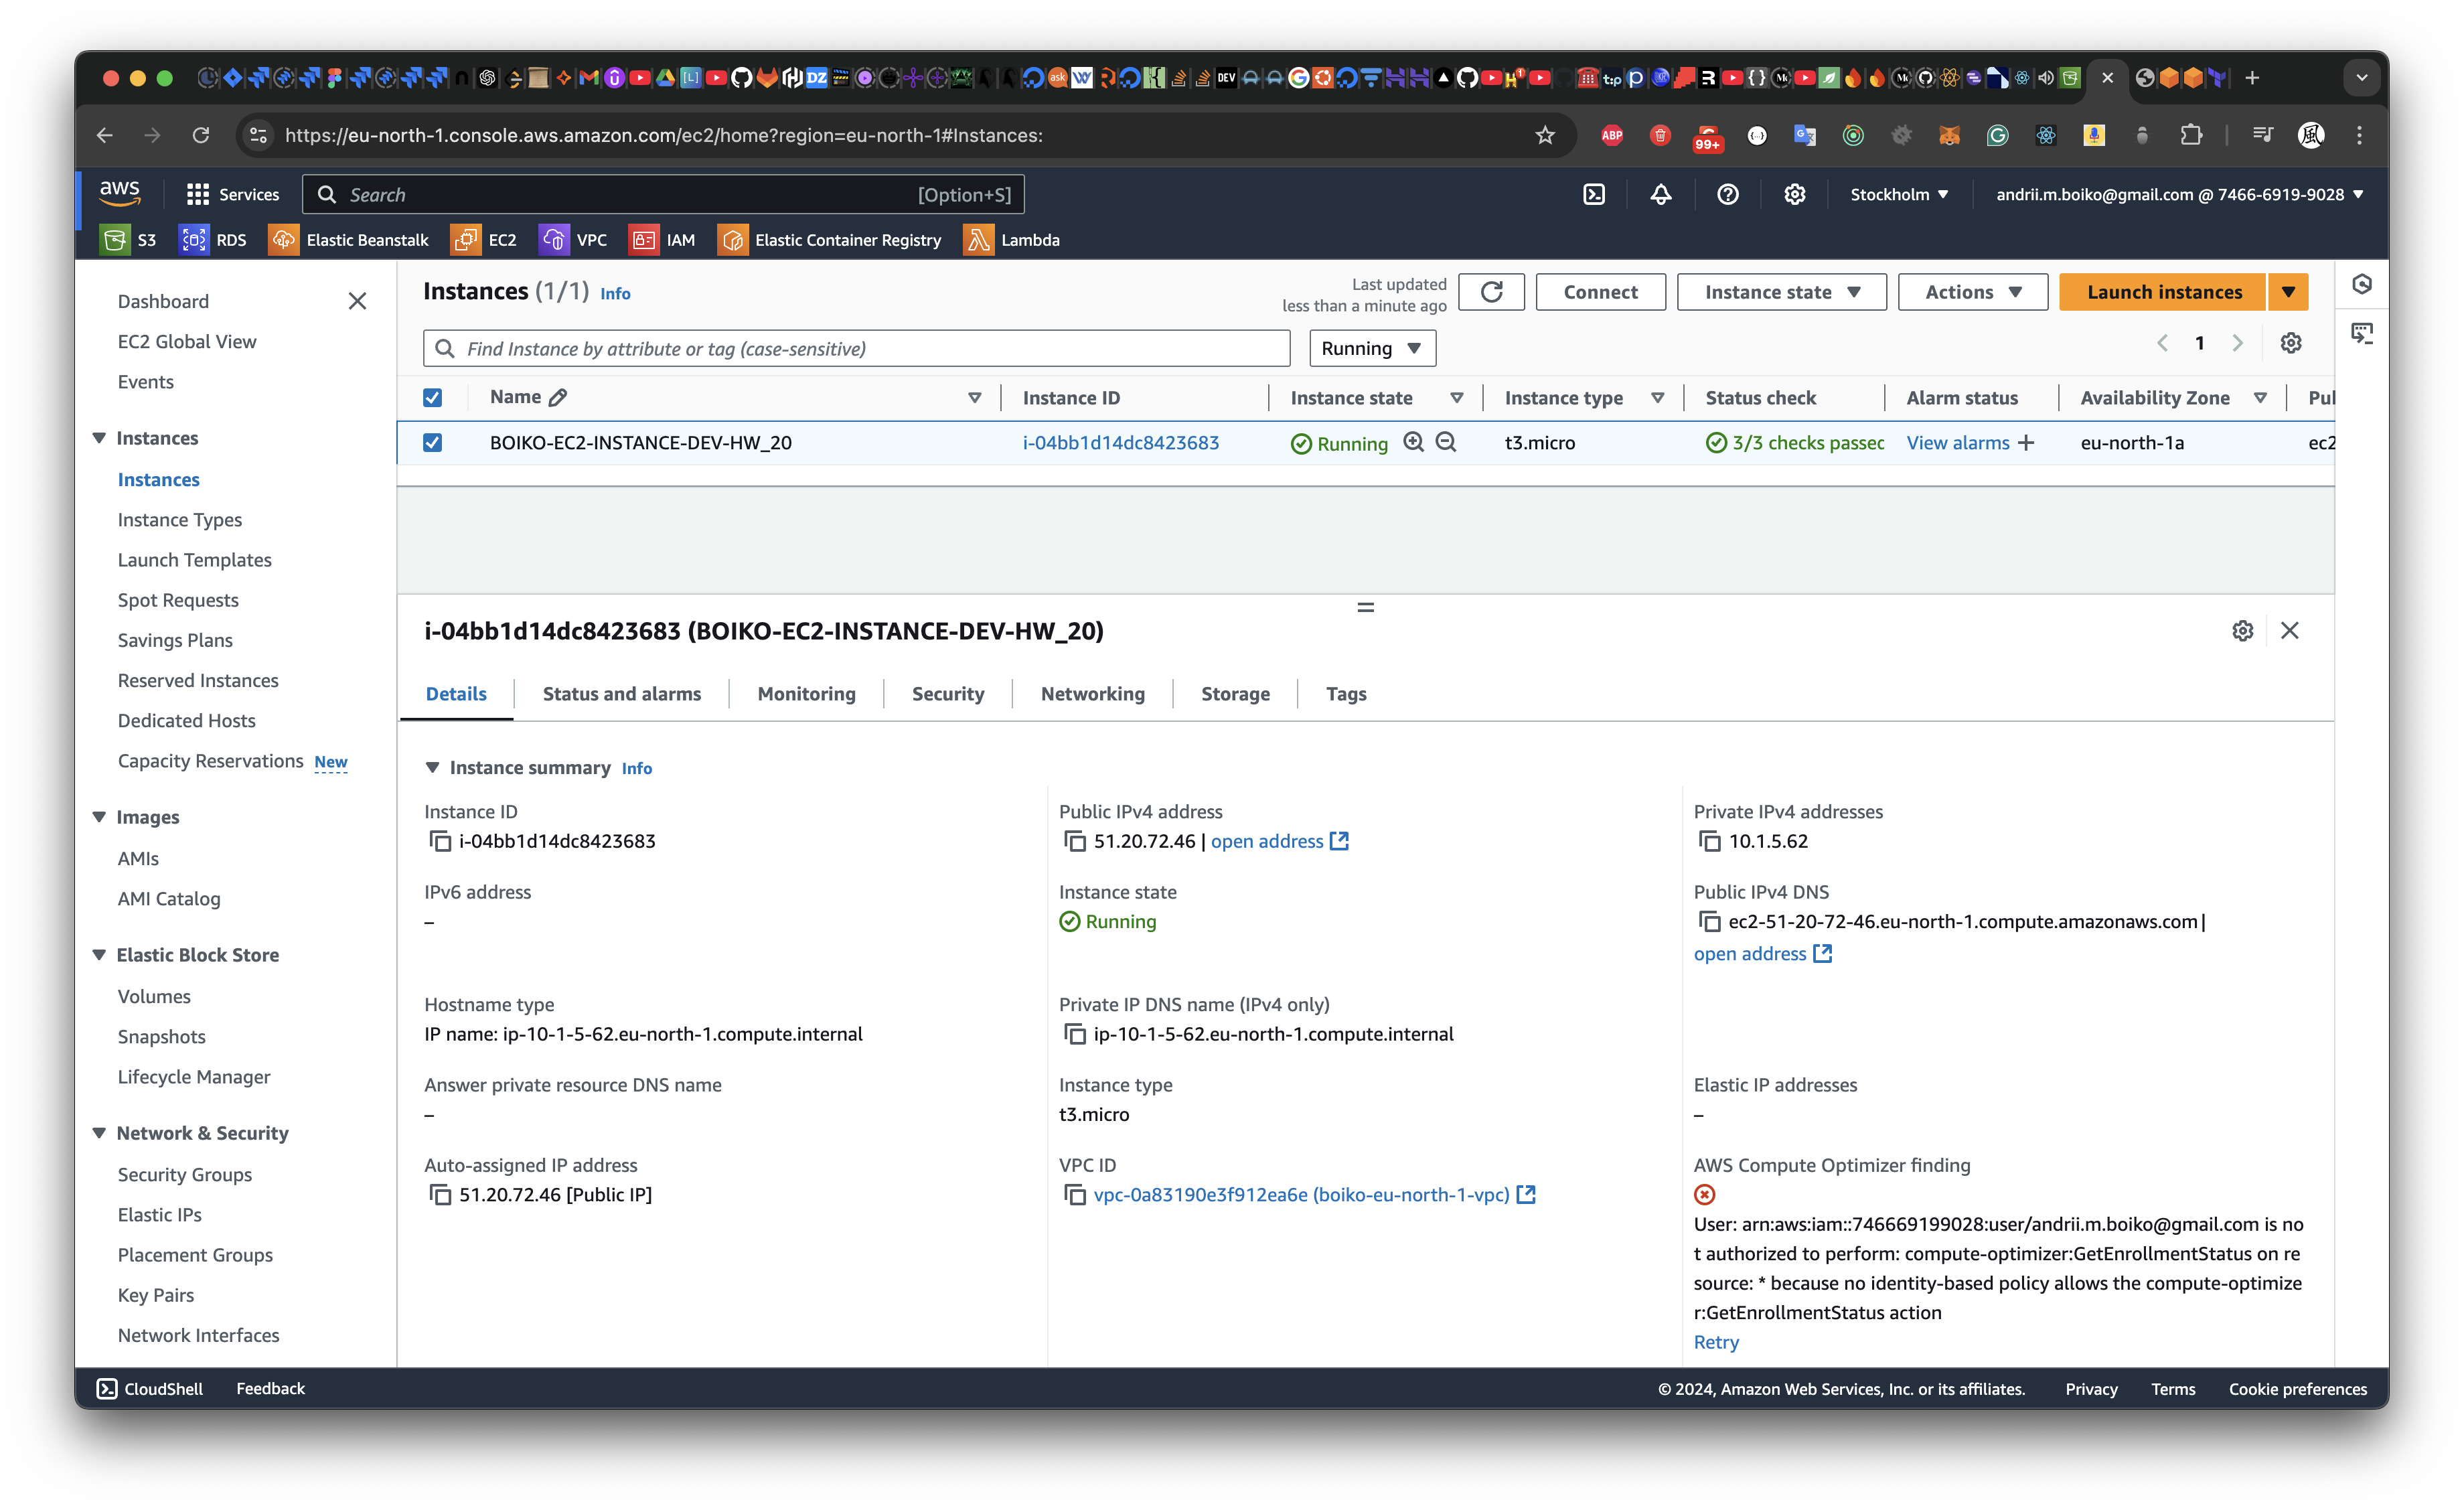 https://eu-north-1.console.aws.amazon.com/ec2/home?region=eu-north-1#Instances:
ABP
99+
aws
Services
Search
[Option+S]
Stockholm
andrii.m.boiko@gmail.com @ 7466-6919-9028
S3
RDS
Elastic Beanstalk
EC2
VPC
IAM
Elastic Container Registry
Lambda
Dashboard
EC2 Global View
Events
Instances
Instances
Instance Types
Launch Templates
Spot Requests
Savings Plans
Reserved Instances
Dedicated Hosts
Capacity Reservations New
Images
AMIs
AMI Catalog
Elastic Block Store
Volumes
Snapshots
Lifecycle Manager
Network & Security
Security Groups
Elastic IPs
Placement Groups
Key Pairs
Network Interfaces
Instances (1/1) Info
Last updated
less than a minute ago
Connect
Instance state
Actions
Launch instances
Find Instance by attribute or tag (case-sensitive)
Running
1
Name
Instance ID
Instance state
Instance type
Status check
Alarm status
Availability Zone
Pul
BOIKO-EC2-INSTANCE-DEV-HW_20
i-04bb1d14dc8423683
Running
t3.micro
3/3 checks passec
View alarms
eu-north-1a
ec2
i-04bb1d14dc8423683 (BOIKO-EC2-INSTANCE-DEV-HW_20)
Details
Status and alarms
Monitoring
Security
Networking
Storage
Tags
Instance summary Info
Instance ID
i-04bb1d14dc8423683
Public IPv4 address
51.20.72.46 | open address
Private IPv4 addresses
10.1.5.62
IPv6 address
–
Instance state
Running
Public IPv4 DNS
ec2-51-20-72-46.eu-north-1.compute.amazonaws.com |
open address
Hostname type
IP name: ip-10-1-5-62.eu-north-1.compute.internal
Private IP DNS name (IPv4 only)
ip-10-1-5-62.eu-north-1.compute.internal
Answer private resource DNS name
–
Instance type
t3.micro
Elastic IP addresses
–
Auto-assigned IP address
51.20.72.46 [Public IP]
VPC ID
vpc-0a83190e3f912ea6e (boiko-eu-north-1-vpc)
AWS Compute Optimizer finding
User: arn:aws:iam::746669199028:user/andrii.m.boiko@gmail.com is no
t authorized to perform: compute-optimizer:GetEnrollmentStatus on re
source: * because no identity-based policy allows the compute-optimize
r:GetEnrollmentStatus action
Retry
CloudShell
Feedback
© 2024, Amazon Web Services, Inc. or its affiliates.
Privacy
Terms
Cookie preferences